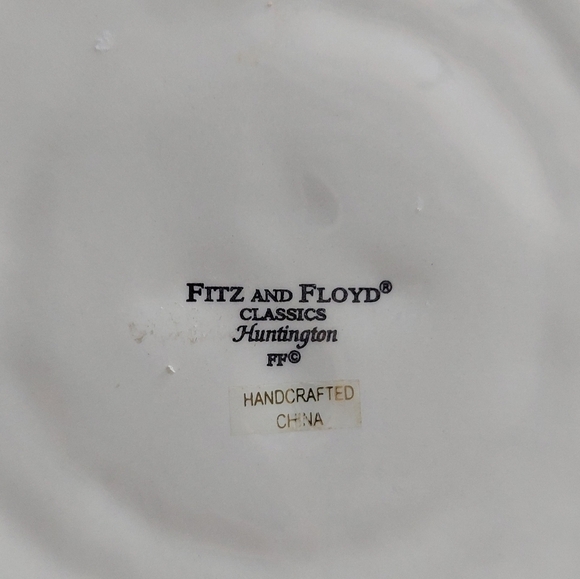 FITZ AND FLOYD®
CLASSICS
Huntington
FF©
HANDCRAFTED
CHINA